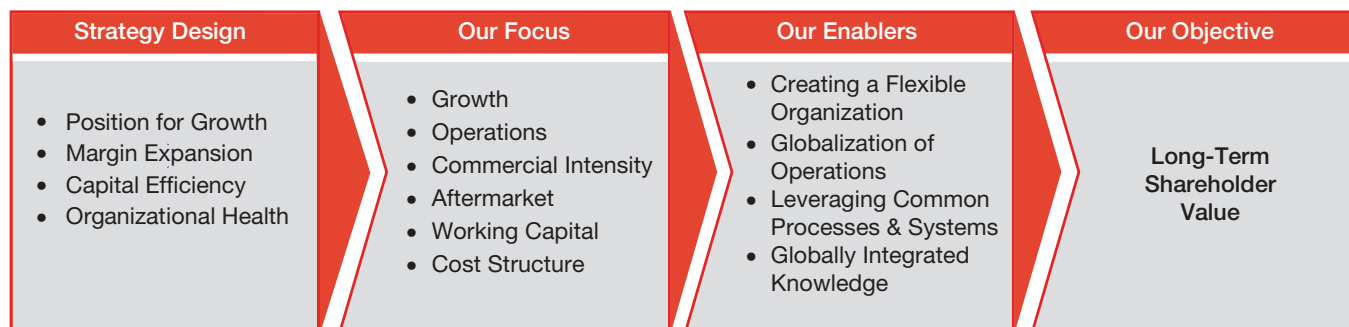 Strategy Design
• Position for Growth
• Margin Expansion
• Capital Efficiency
• Organizational Health
Our Focus
• Growth
• Operations
• Commercial Intensity
• Aftermarket
• Working Capital
• Cost Structure
Our Enablers
• Creating a Flexible
Organization
• Globalization of
Operations
• Leveraging Common
Processes & Systems
• Globally Integrated
Knowledge
Our Objective
Long-Term
Shareholder
Value